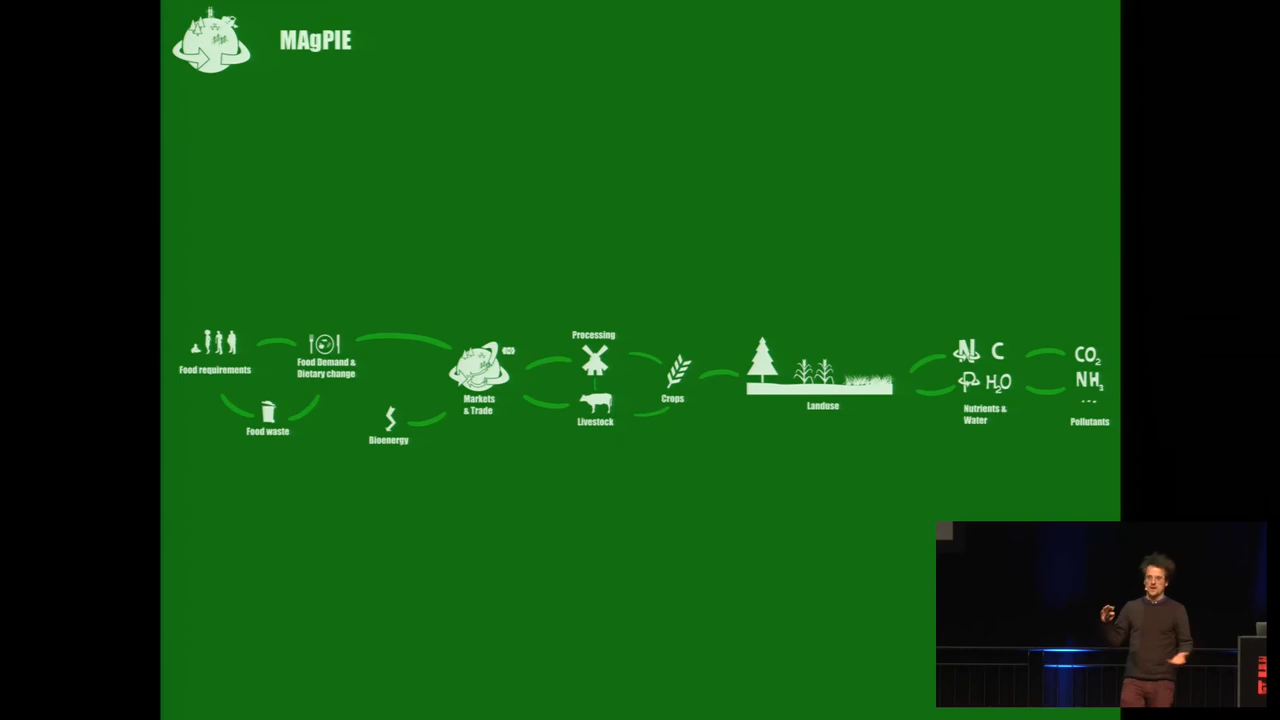 MAgPIE
Processing
Food requirements
Food Demand &
Dietary change
Markets
& Trade
Crops
Landuse
N C
P H₂O
CO₂
NH₃
...
Nutrients &
Water
Pollutants
Livestock
Food waste
Bioenergy